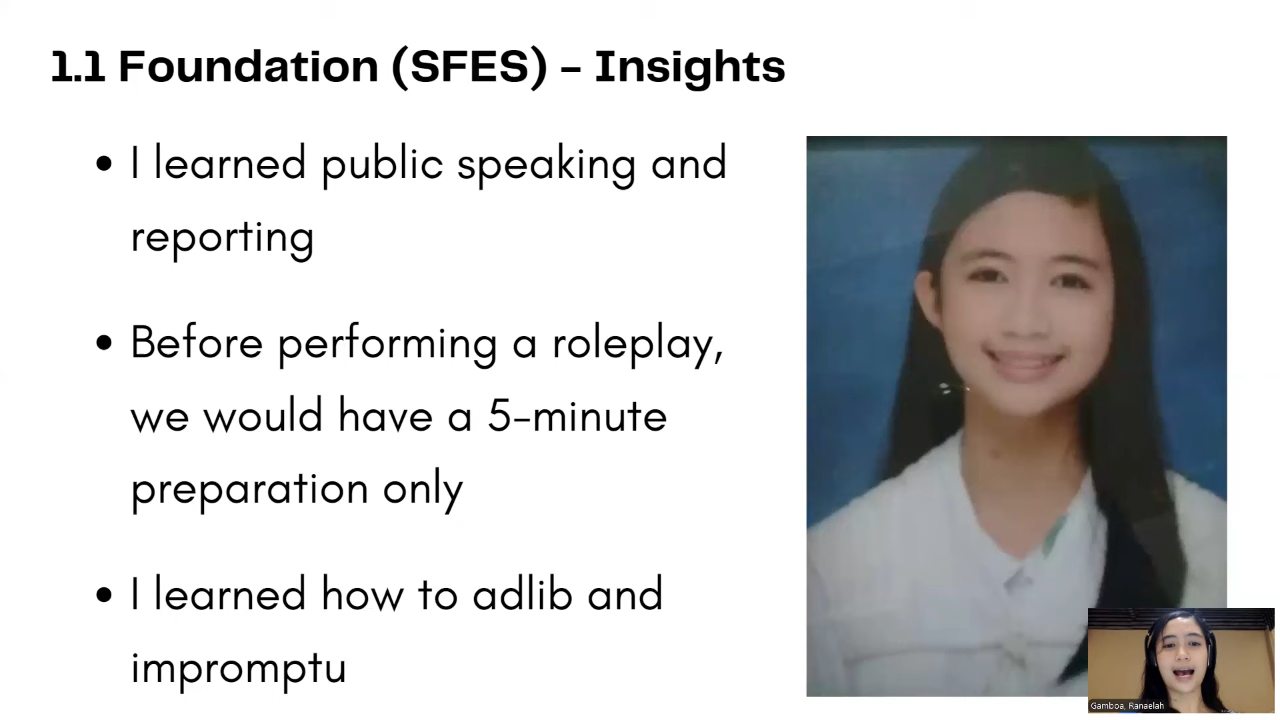 1.1 Foundation (SFES) - Insights
• I learned public speaking and
reporting
• Before performing a roleplay,
we would have a 5-minute
preparation only
• I learned how to adlib and
impromptu
Gamboa, Ranaelah